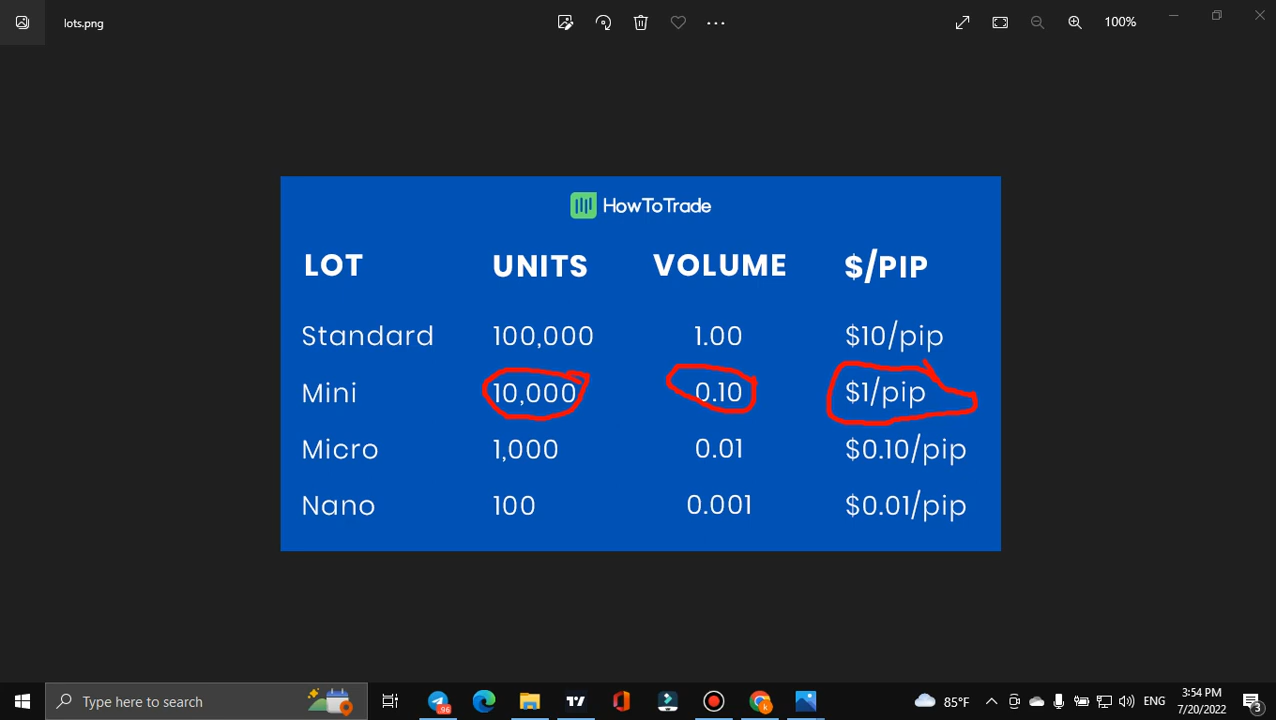 lots.png
100%
HowToTrade
LOT UNITS VOLUME $/PIP
Standard 100,000 1.00 $10/pip
Mini 10,000 0.10 $1/pip
Micro 1,000 0.01 $0.10/pip
Nano 100 0.001 $0.01/pip
Type here to search
96
85°F
ENG
3:54 PM
7/20/2022
3